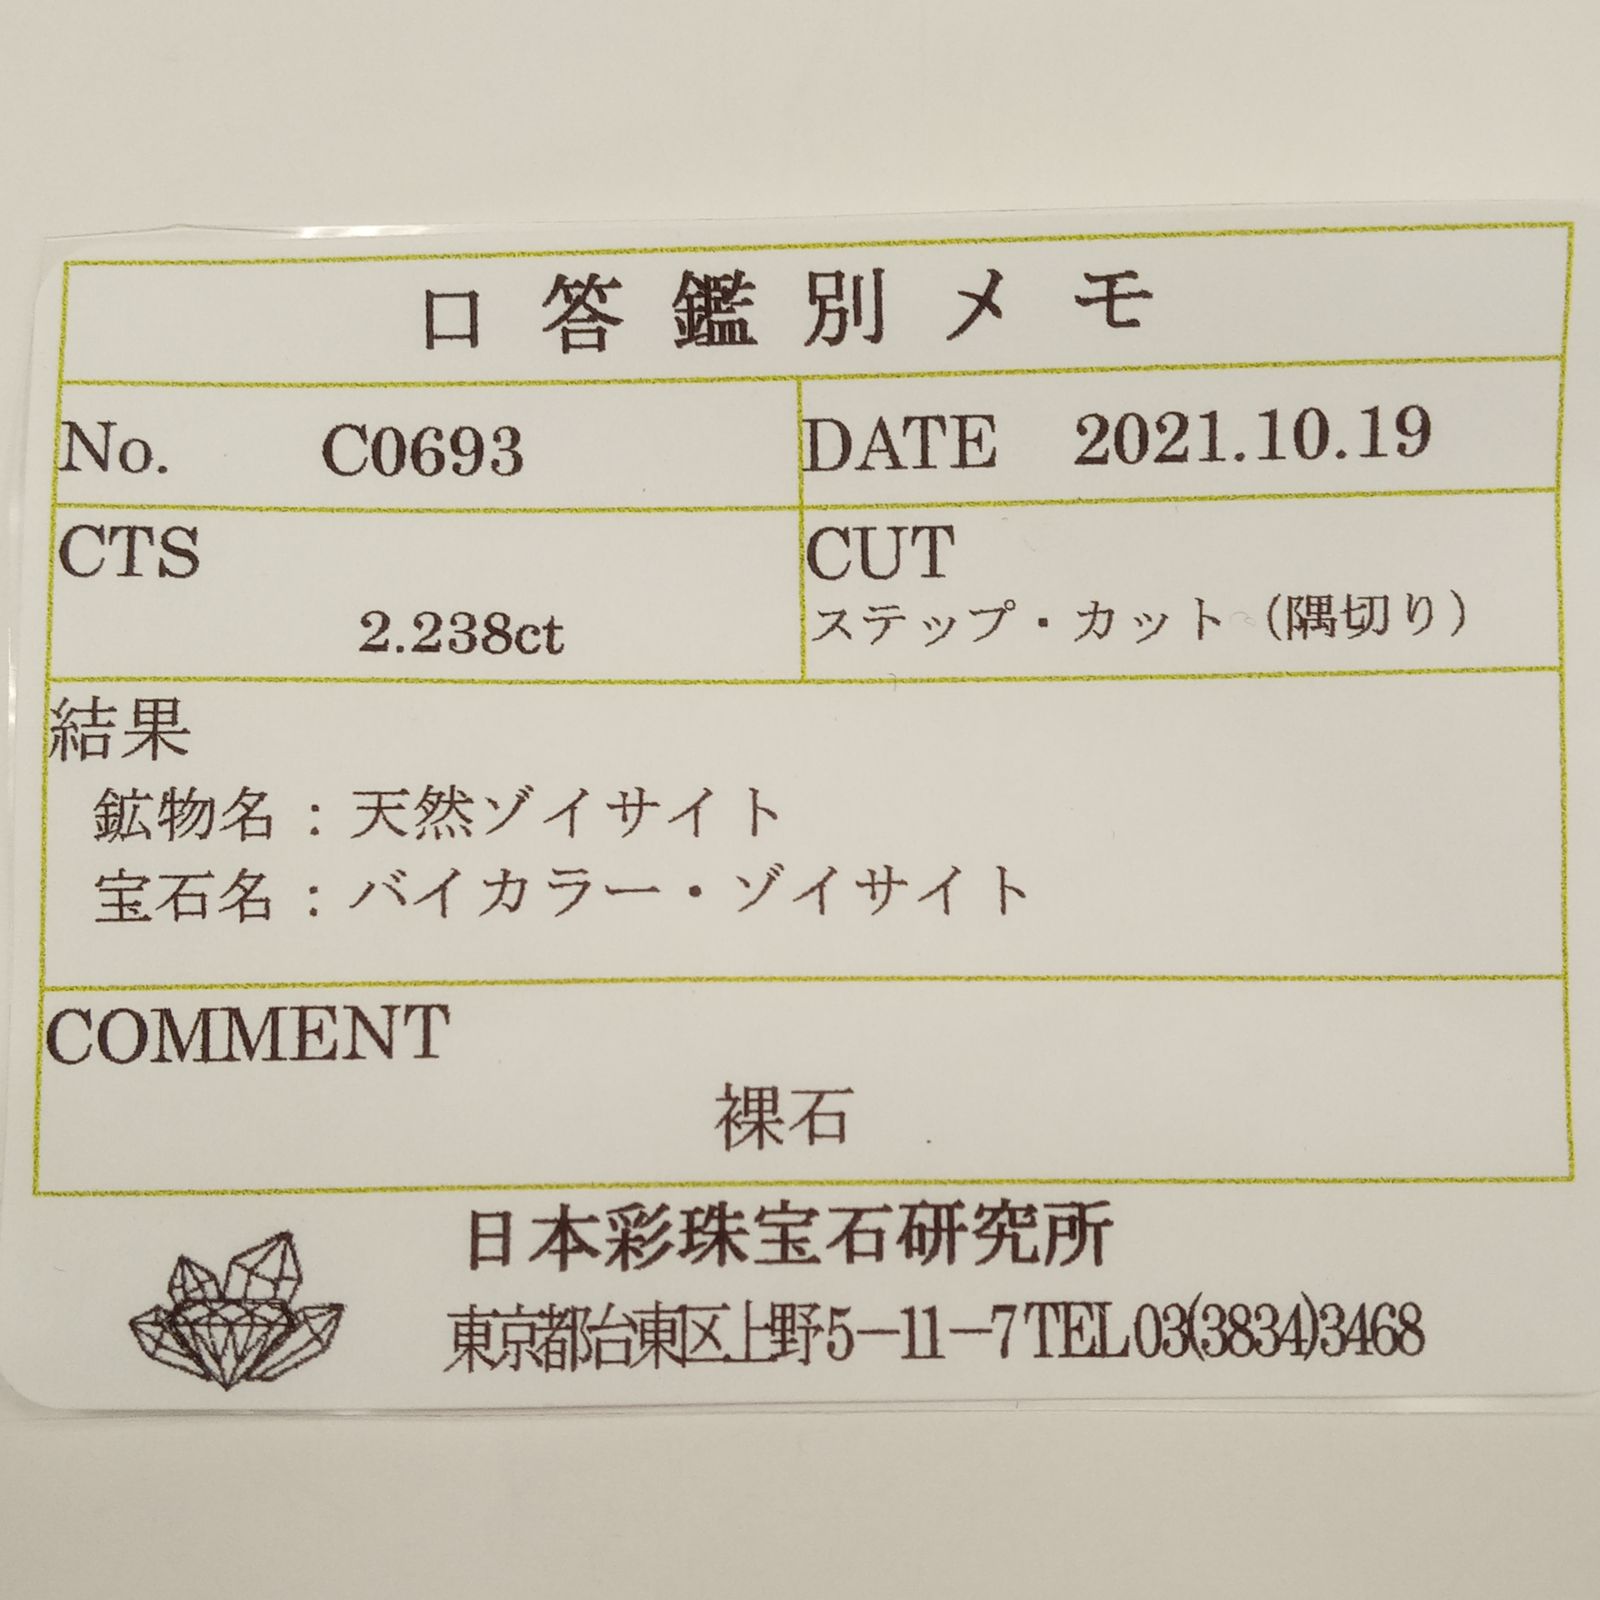 口答鑑別メモ
No. C0693 DATE 2021.10.19
CTS CUT
2.238ct ステップ・カット（隅切り）
結果
鉱物名：天然ゾイサイト
宝石名：バイカラー・ゾイサイト
COMMENT
裸石
日本彩珠宝石研究所
東京都台東区上野5－11－7 TEL 03(3834)3468